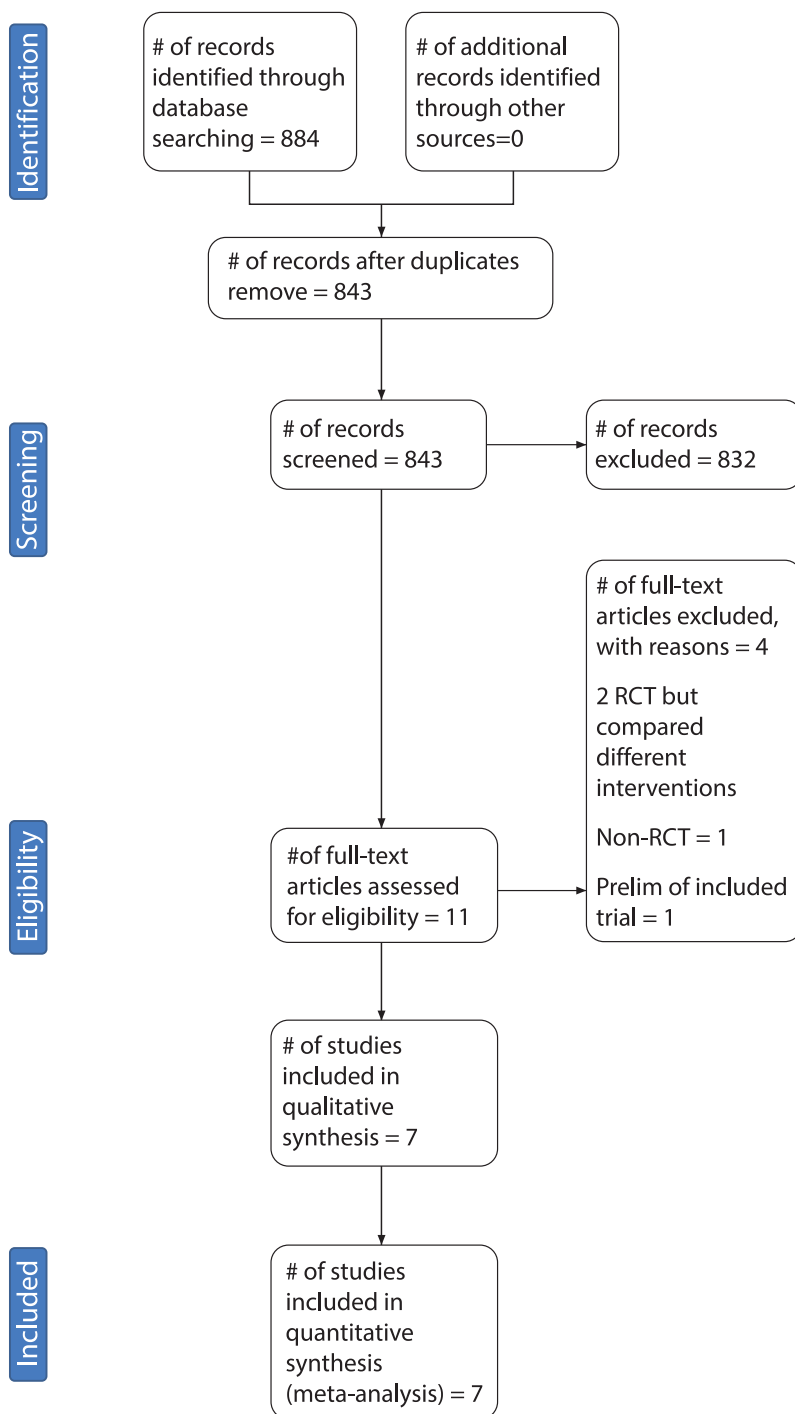 Identification
# of records
identified through
database
searching = 884
# of additional
records identified
through other
sources=0
# of records after duplicates
remove = 843
Screening
# of records
screened = 843
# of records
excluded = 832
# of full-text
articles excluded,
with reasons = 4
2 RCT but
compared
different
interventions
Non-RCT = 1
Prelim of included
trial = 1
Eligibility
#of full-text
articles assessed
for eligibility = 11
# of studies
included in
qualitative
synthesis = 7
Included
# of studies
included in
quantitative
synthesis
(meta-analysis) = 7